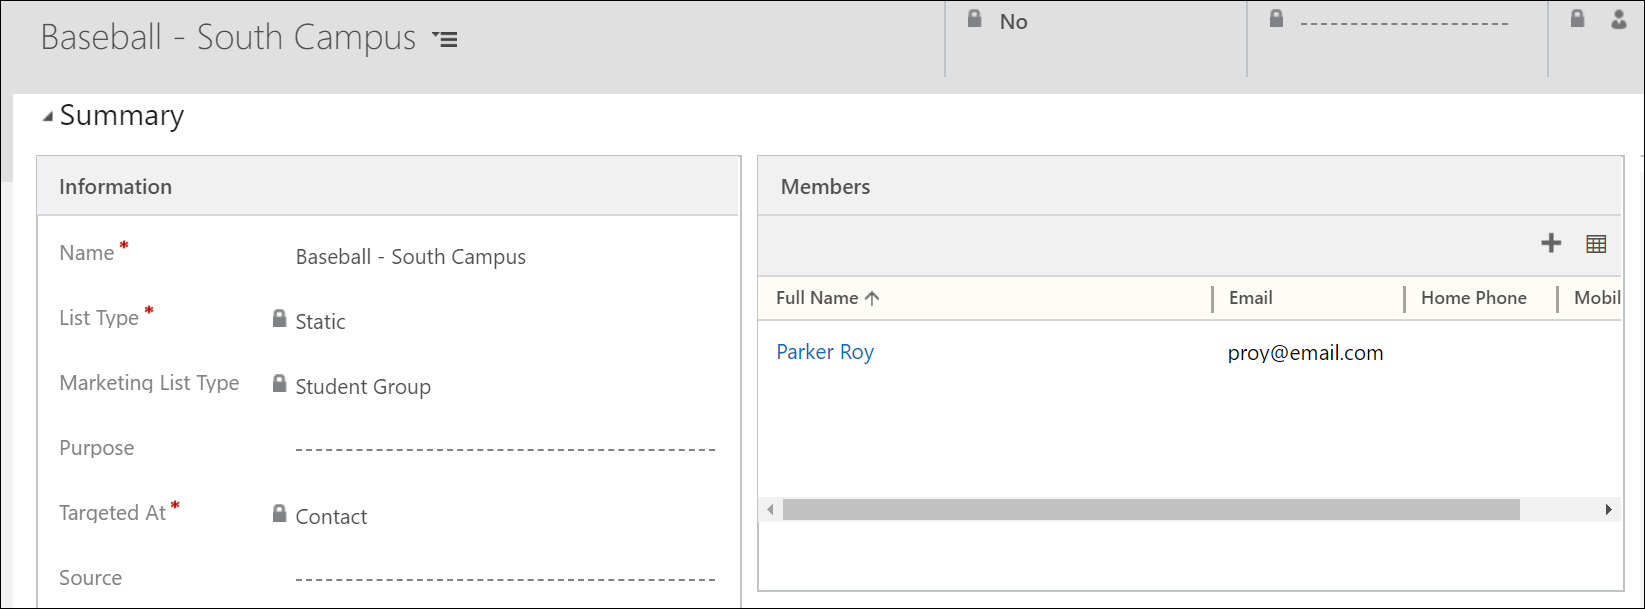 Baseball - South Campus
No
Summary
Information
Name *
Baseball - South Campus
List Type *
Static
Marketing List Type
Student Group
Purpose
Targeted At *
Contact
Source
Members
Full Name
Email
Home Phone
Mobil
Parker Roy
proy@email.com